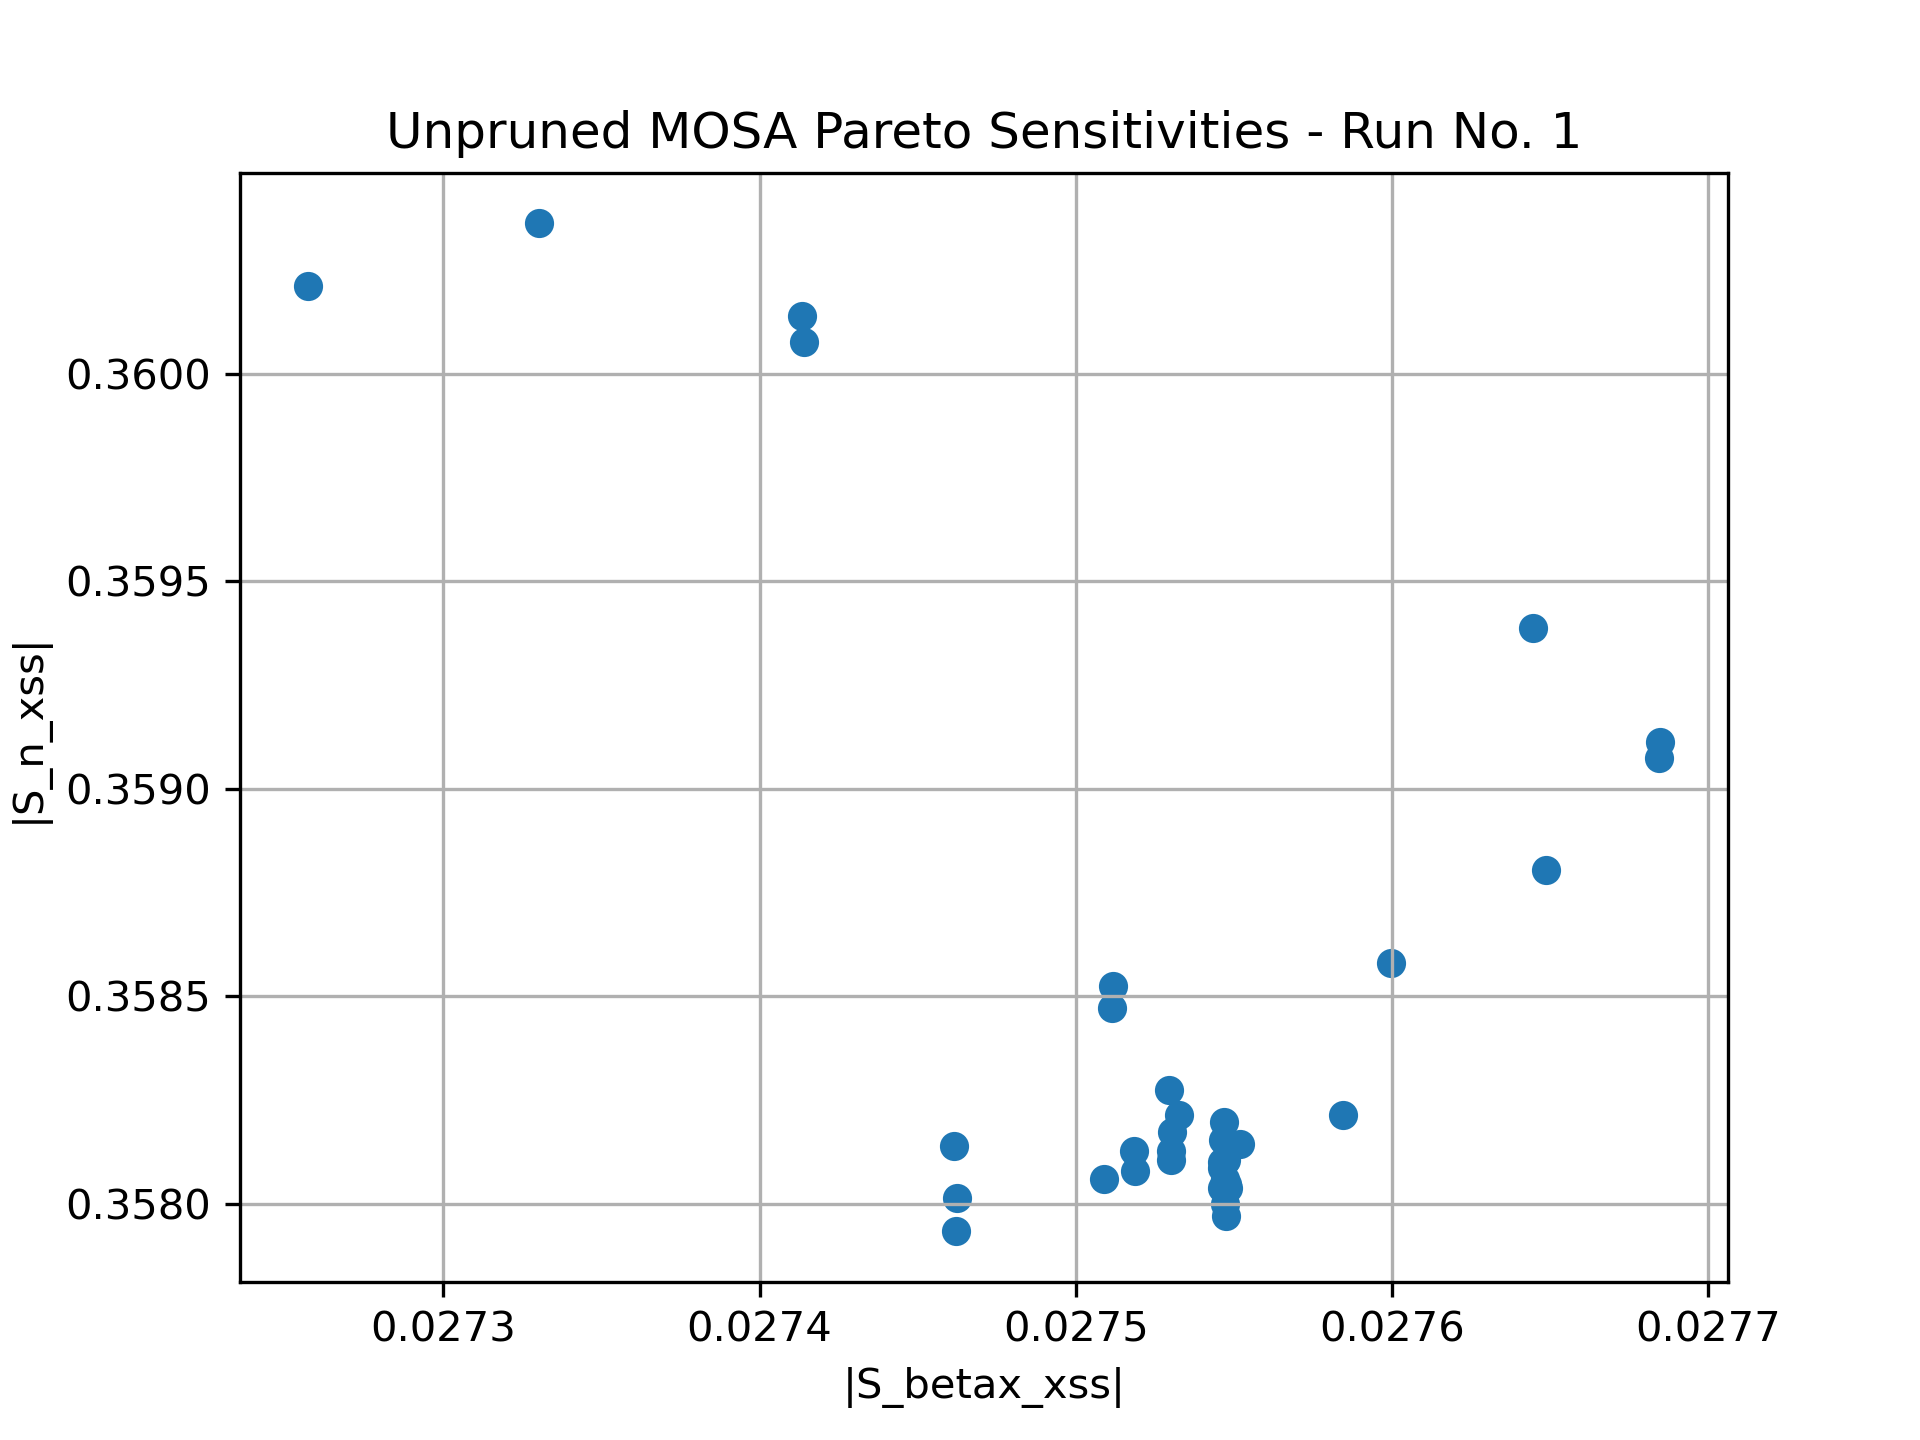 Unpruned MOSA Pareto Sensitivities - Run No. 1
|S_n_xss|
0.3600
0.3595
0.3590
0.3585
0.3580
0.0273 0.0274 0.0275 0.0276 0.0277
|S_betax_xss|